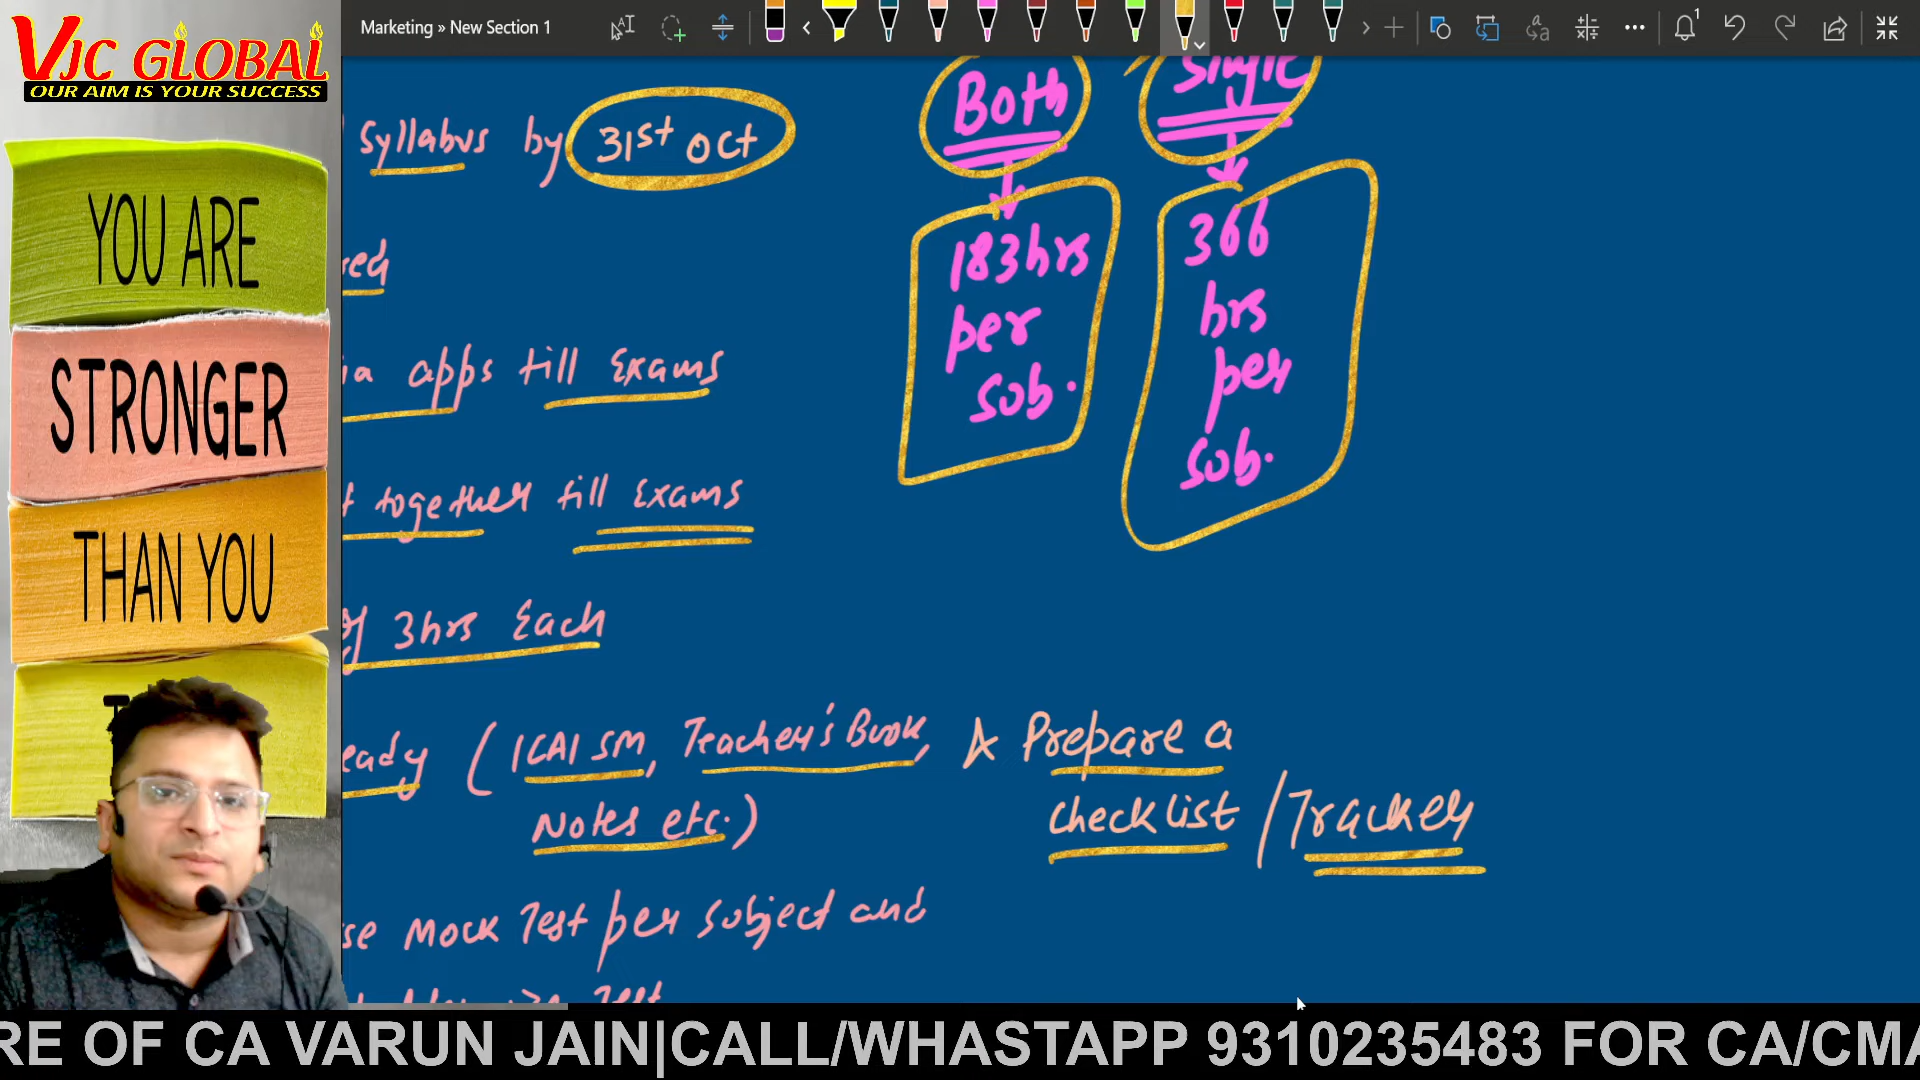 VJC GLOBAL
OUR AIM IS YOUR SUCCESS
Marketing » New Section 1
YOU ARE
STRONGER
THAN YOU
Both
Single
Syllabus by 31st Oct
183hrs
per
sub.
366
hrs
per
sub.
apps till Exams
together till Exams
3hrs Each
(ICAI SM, Teacher's Book,
Notes etc.)
Prepare a
checklist / Tracker
Mock Test per subject and
Test
RE OF CA VARUN JAIN|CALL/WHASTAPP 9310235483 FOR CA/CMA